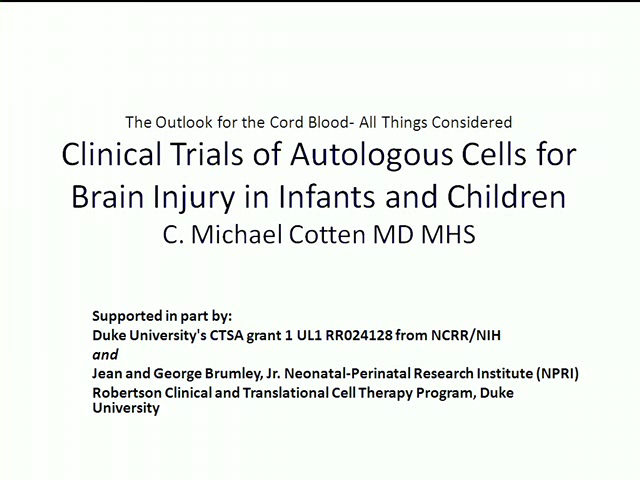 The Outlook for the Cord Blood- All Things Considered
Clinical Trials of Autologous Cells for
Brain Injury in Infants and Children
C. Michael Cotten MD MHS
Supported in part by:
Duke University's CTSA grant 1 UL1 RR024128 from NCRR/NIH
and
Jean and George Brumley, Jr. Neonatal-Perinatal Research Institute (NPRI)
Robertson Clinical and Translational Cell Therapy Program, Duke
University